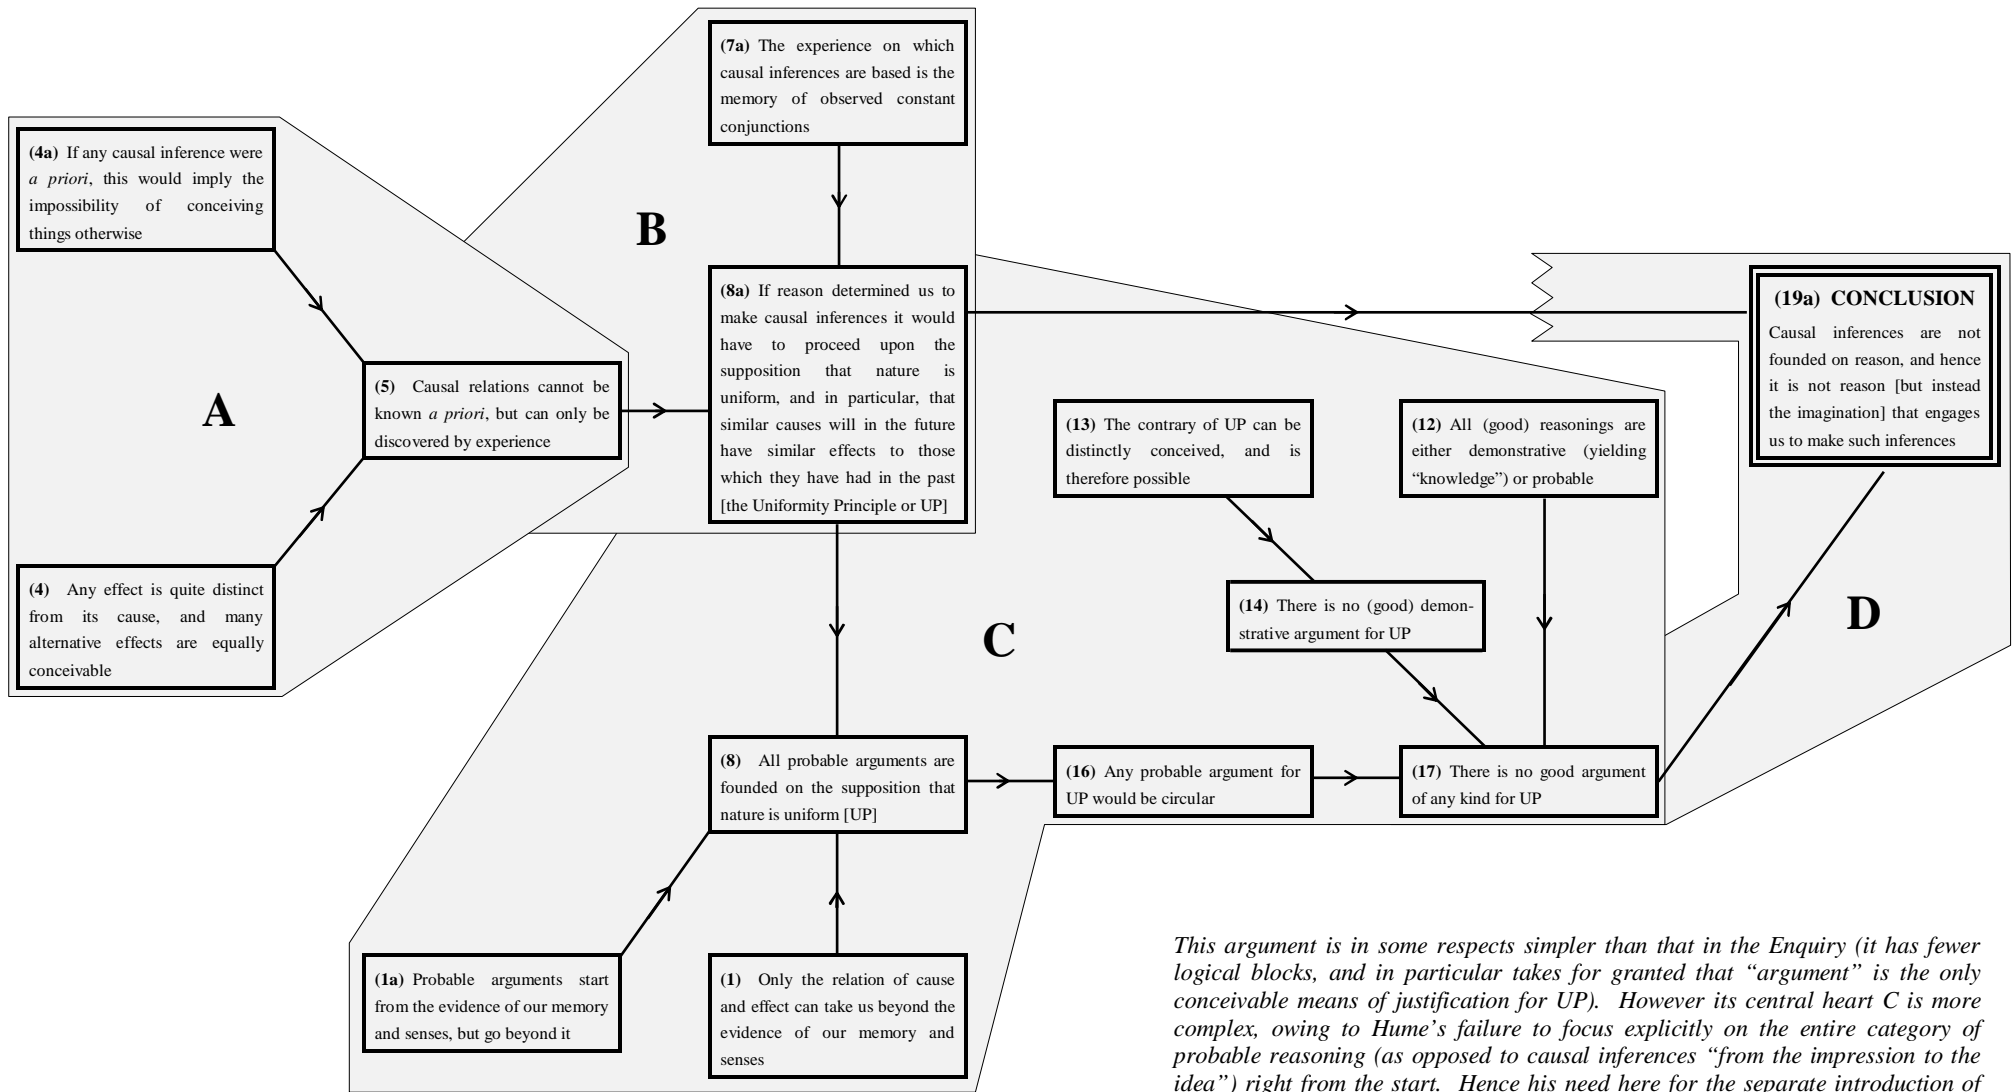 (7a) The experience on which
causal inferences are based is the
memory of observed constant
conjunctions
(4a) If any causal inference were
a priori, this would imply the
impossibility of conceiving
things otherwise
B
(8a) If reason determined us to
make causal inferences it would
have to proceed upon the
supposition that nature is
uniform, and in particular, that
similar causes will in the future
have similar effects to those
which they have had in the past
[the Uniformity Principle or UP]
(19a) CONCLUSION
Causal inferences are not
founded on reason, and hence
it is not reason [but instead
the imagination] that engages
us to make such inferences
A
(5) Causal relations cannot be
known a priori, but can only be
discovered by experience
(13) The contrary of UP can be
distinctly conceived, and is
therefore possible
(12) All (good) reasonings are
either demonstrative (yielding
“knowledge”) or probable
(4) Any effect is quite distinct
from its cause, and many
alternative effects are equally
conceivable
(14) There is no (good) demon-
strative argument for UP
C
D
(8) All probable arguments are
founded on the supposition that
nature is uniform [UP]
(16) Any probable argument for
UP would be circular
(17) There is no good argument
of any kind for UP
(1a) Probable arguments start
from the evidence of our memory
and senses, but go beyond it
(1) Only the relation of cause
and effect can take us beyond the
evidence of our memory and
senses
This argument is in some respects simpler than that in the Enquiry (it has fewer
logical blocks, and in particular takes for granted that “argument” is the only
conceivable means of justification for UP). However its central heart C is more
complex, owing to Hume’s failure to focus explicitly on the entire category of
probable reasoning (as opposed to causal inferences “from the impression to the
idea”) right from the start. Hence his need here for the separate introduction of